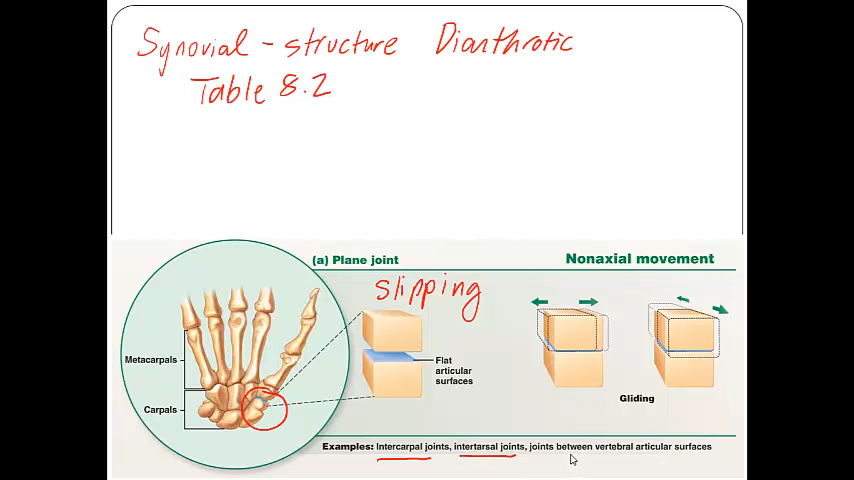 Synovial - structure Dianthrotic
Table 8.2
(a) Plane joint
Nonaxial movement
slipping
Metacarpals
Carpals
Flat
articular
surfaces
Gliding
Examples: Intercarpal joints, intertarsal joints, joints between vertebral articular surfaces